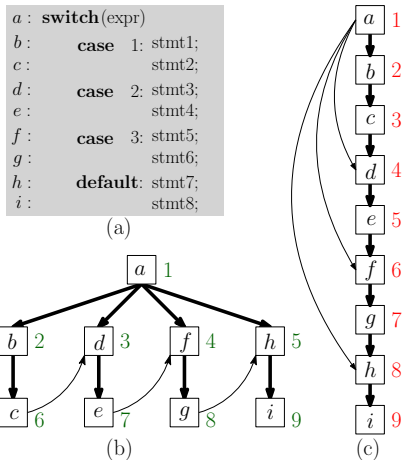 a : switch(expr)
b : case 1: stmt1;
c : stmt2;
d : case 2: stmt3;
e : stmt4;
f : case 3: stmt5;
g : stmt6;
h : default: stmt7;
i : stmt8;
(a)
a 1
b 2 d 3 f 4 h 5
c 6 e 7 g 8 i 9
(b)
a 1
b 2
c 3
d 4
e 5
f 6
g 7
h 8
i 9
(c)